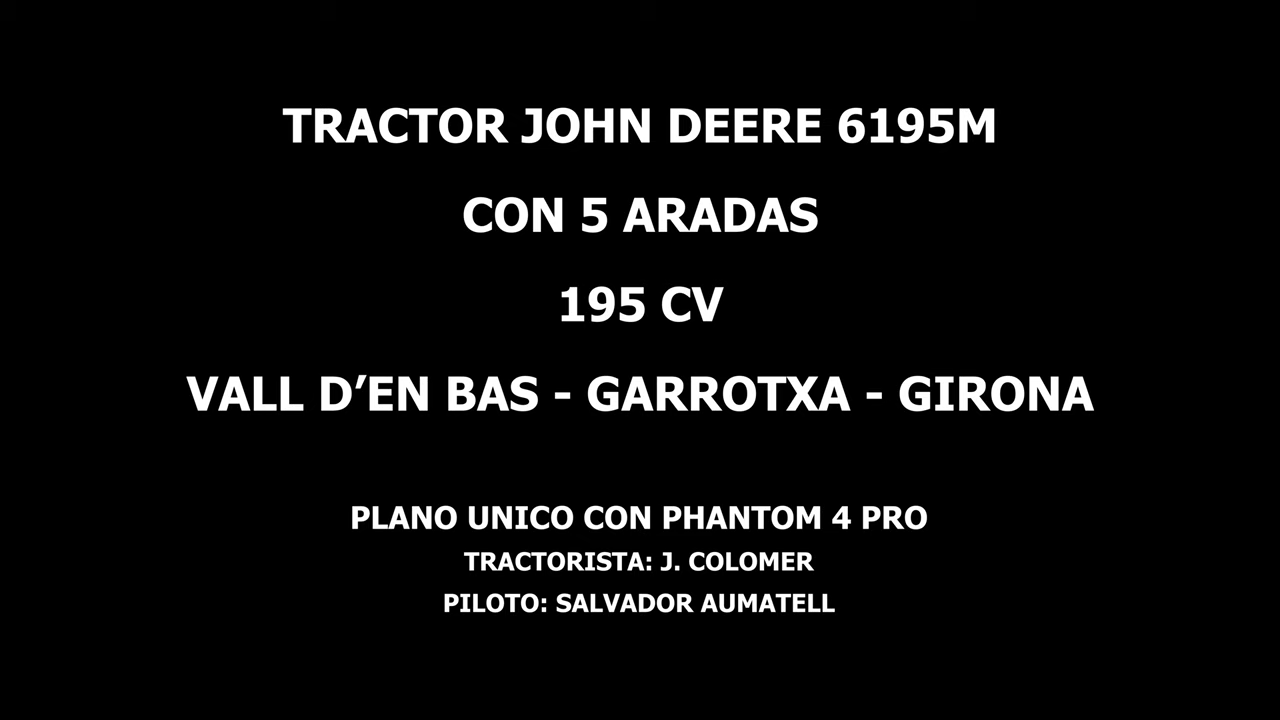 TRACTOR JOHN DEERE 6195M
CON 5 ARADAS
195 CV
VALL D’EN BAS - GARROTXA - GIRONA
PLANO UNICO CON PHANTOM 4 PRO
TRACTORISTA: J. COLOMER
PILOTO: SALVADOR AUMATELL